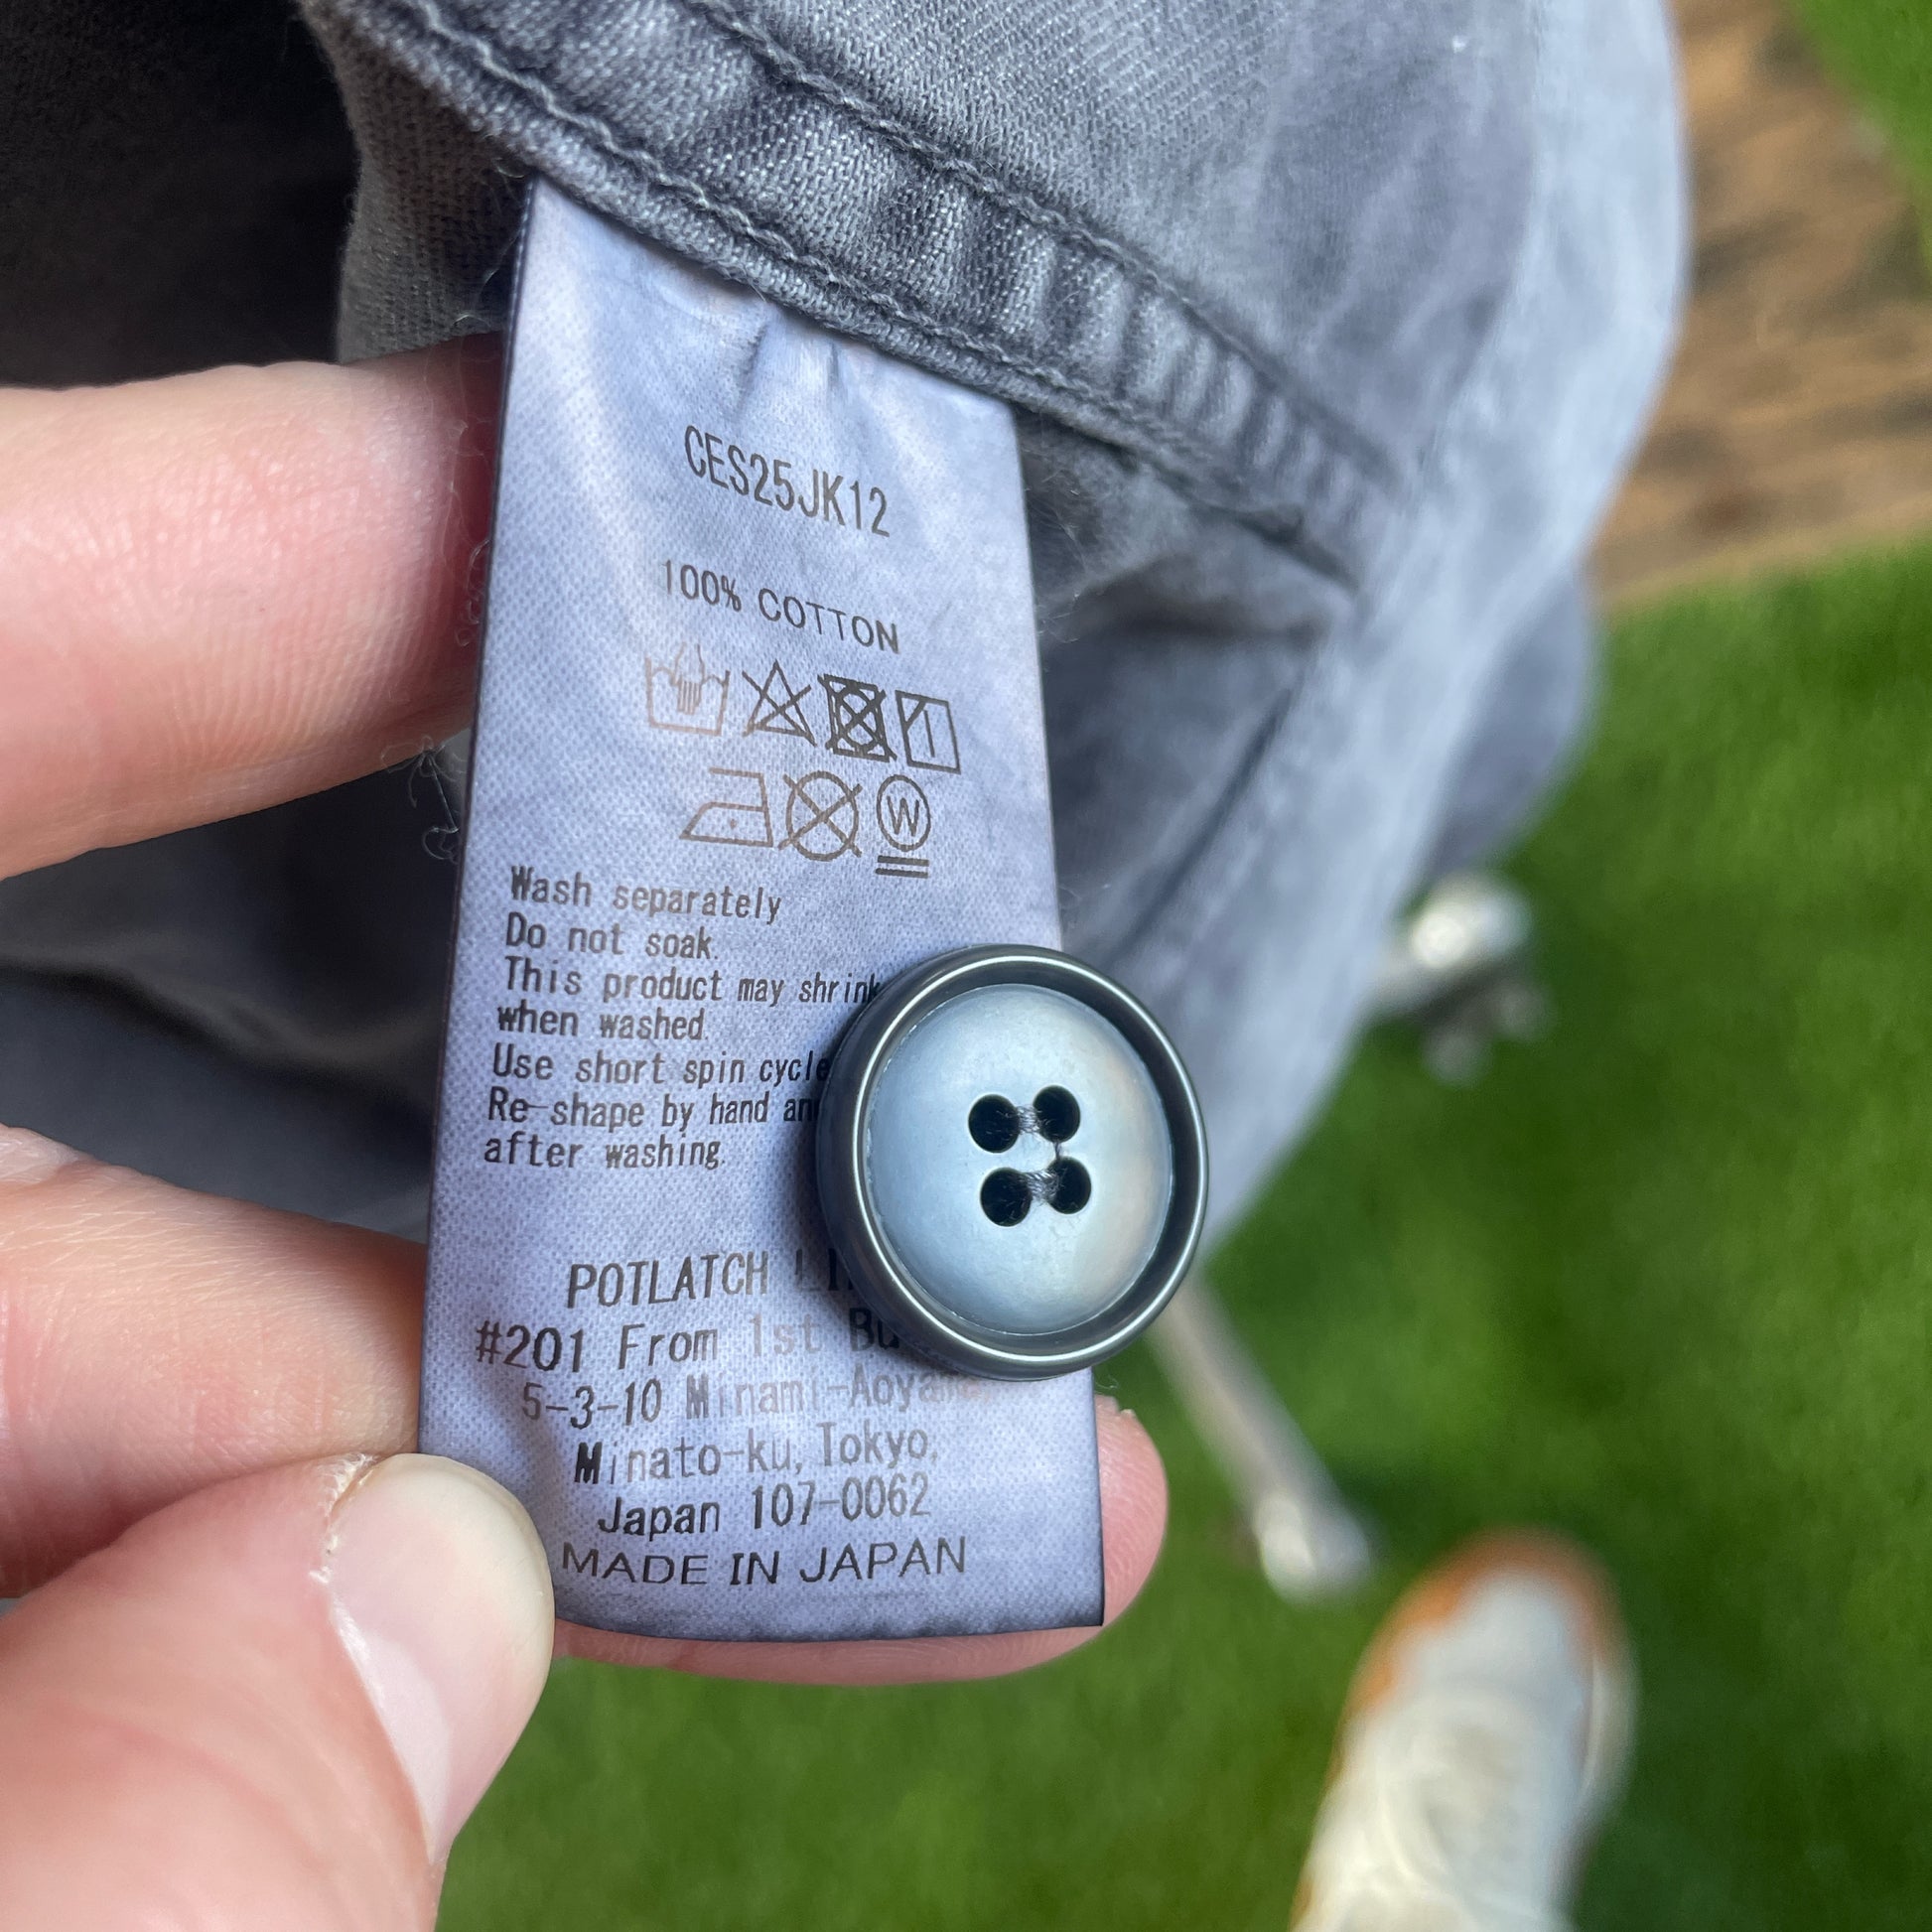 CES25JK12
100% COTTON
W
Wash separately
Do not soak.
This product may shrink
when washed.
Use short spin cycle
Re-shape by hand
after washing.
POTLATCH
#201 From 1st
5-3-10 Minami-Aoyama
Minato-ku, Tokyo,
Japan 107-0062
MADE IN JAPAN